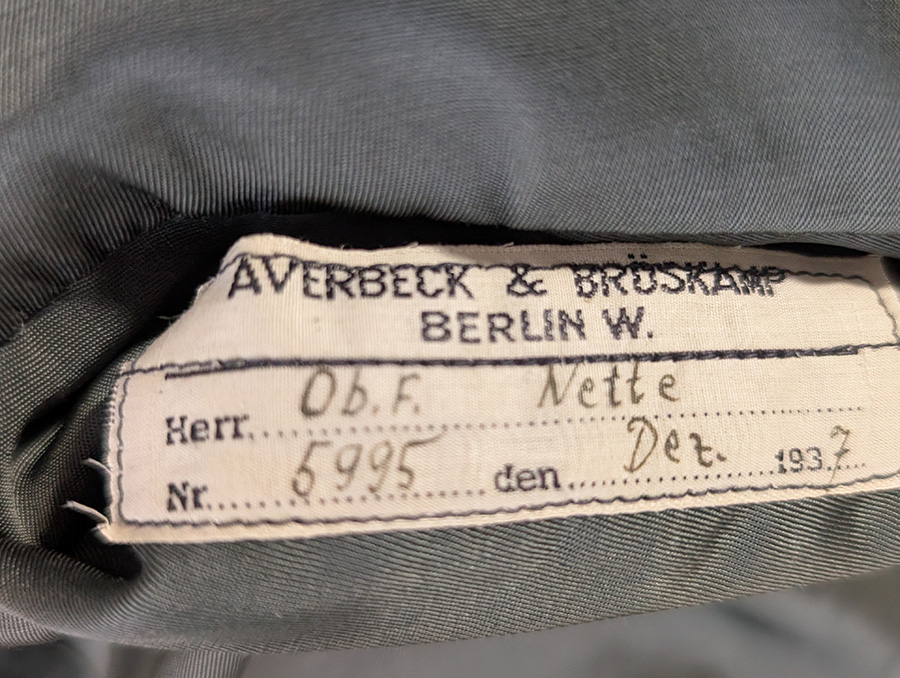 AVERBECK & BRÖSKAMP
BERLIN W.
Herr Ob.F. Nette
Nr. 5995 den Dez. 1937